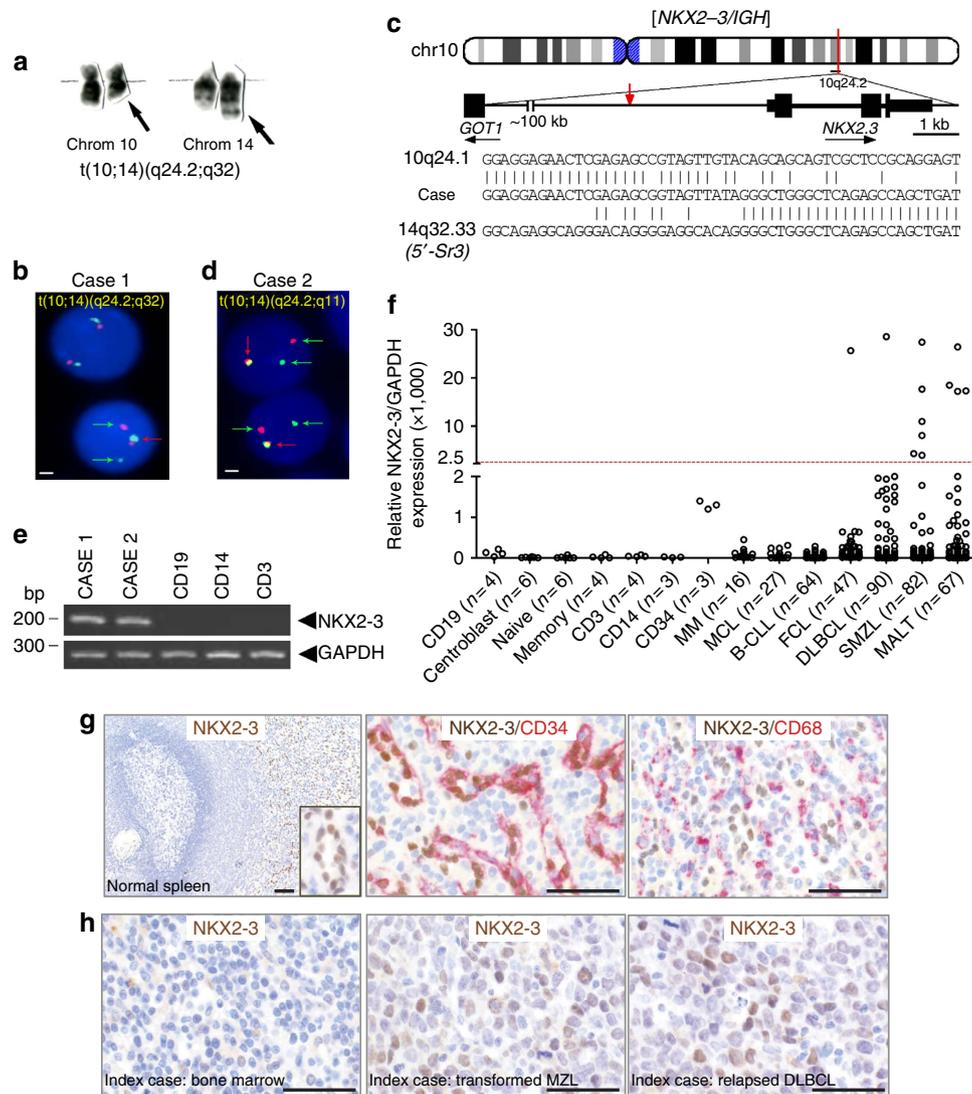 a
Chrom 10
Chrom 14
t(10;14)(q24.2;q32)
b
Case 1
t(10;14)(q24.2;q32)
d
Case 2
t(10;14)(q24.2;q11)
c
[NKX2–3/IGH]
chr10
10q24.2
GOT1
~100 kb
NKX2.3
1 kb
10q24.1 GGAGGAGAACTCGAGAGCCGTAGTTGTACAGCAGCAGTCGCTCCGCAGGAGT
Case GGAGGAGAACTCGAGAGCGGTAGTTATAGGGCTGGGCTCAGAGCCAGCTGAT
14q32.33 GGCAGAGGCAGGGACAGGGGAGGCACAGGGGCTGGGCTCAGAGCCAGCTGAT
(5′-Sr3)
e
CASE 1
CASE 2
CD19
CD14
CD3
bp
200
NKX2-3
300
GAPDH
f
Relative NKX2-3/GAPDH
expression (×1,000)
30
20
10
2.5
2
1
0
CD19 (n=4)
Centroblast (n=6)
Naive (n=6)
Memory (n=4)
CD3 (n=4)
CD14 (n=3)
CD34 (n=3)
MM (n=16)
MCL (n=27)
B-CLL (n=64)
FCL (n=47)
DLBCL (n=90)
SMZL (n=82)
MALT (n=67)
g
NKX2-3
Normal spleen
NKX2-3/CD34
NKX2-3/CD68
h
NKX2-3
Index case: bone marrow
NKX2-3
Index case: transformed MZL
NKX2-3
Index case: relapsed DLBCL